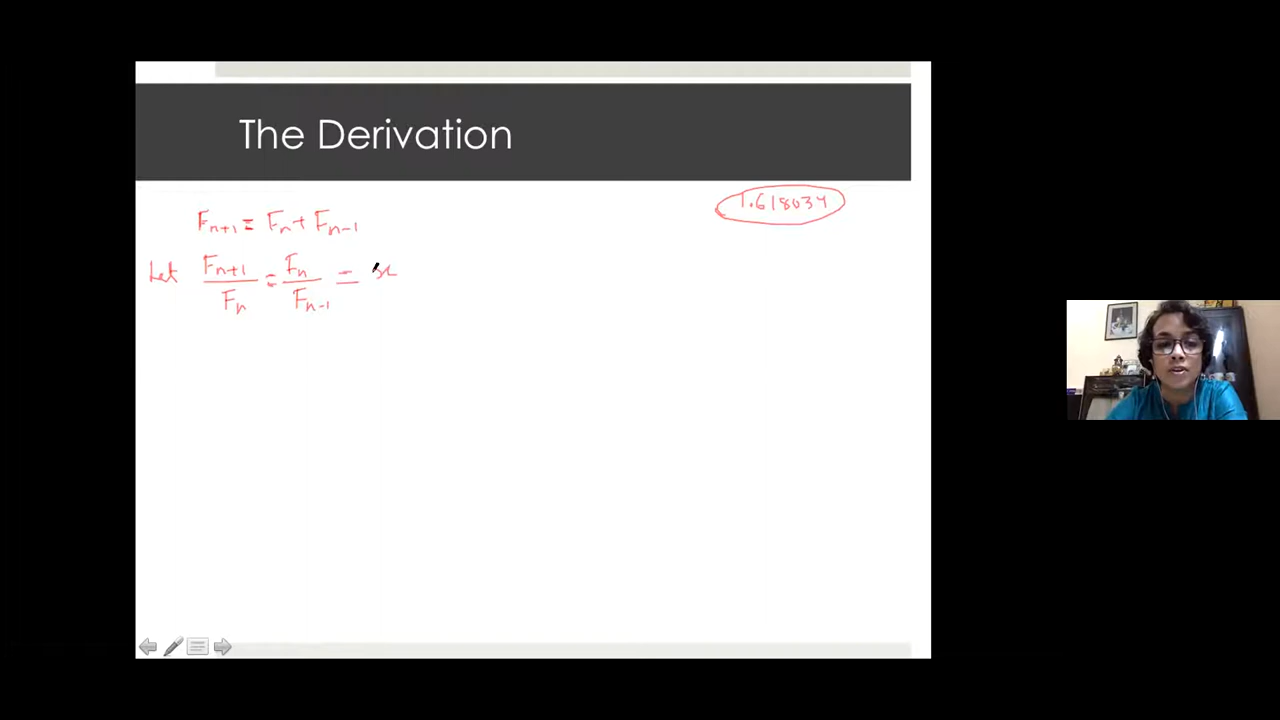 The Derivation
1.618034
Fn+1 = Fn + Fn-1
Let Fn+1/Fn = Fn/Fn-1 = x